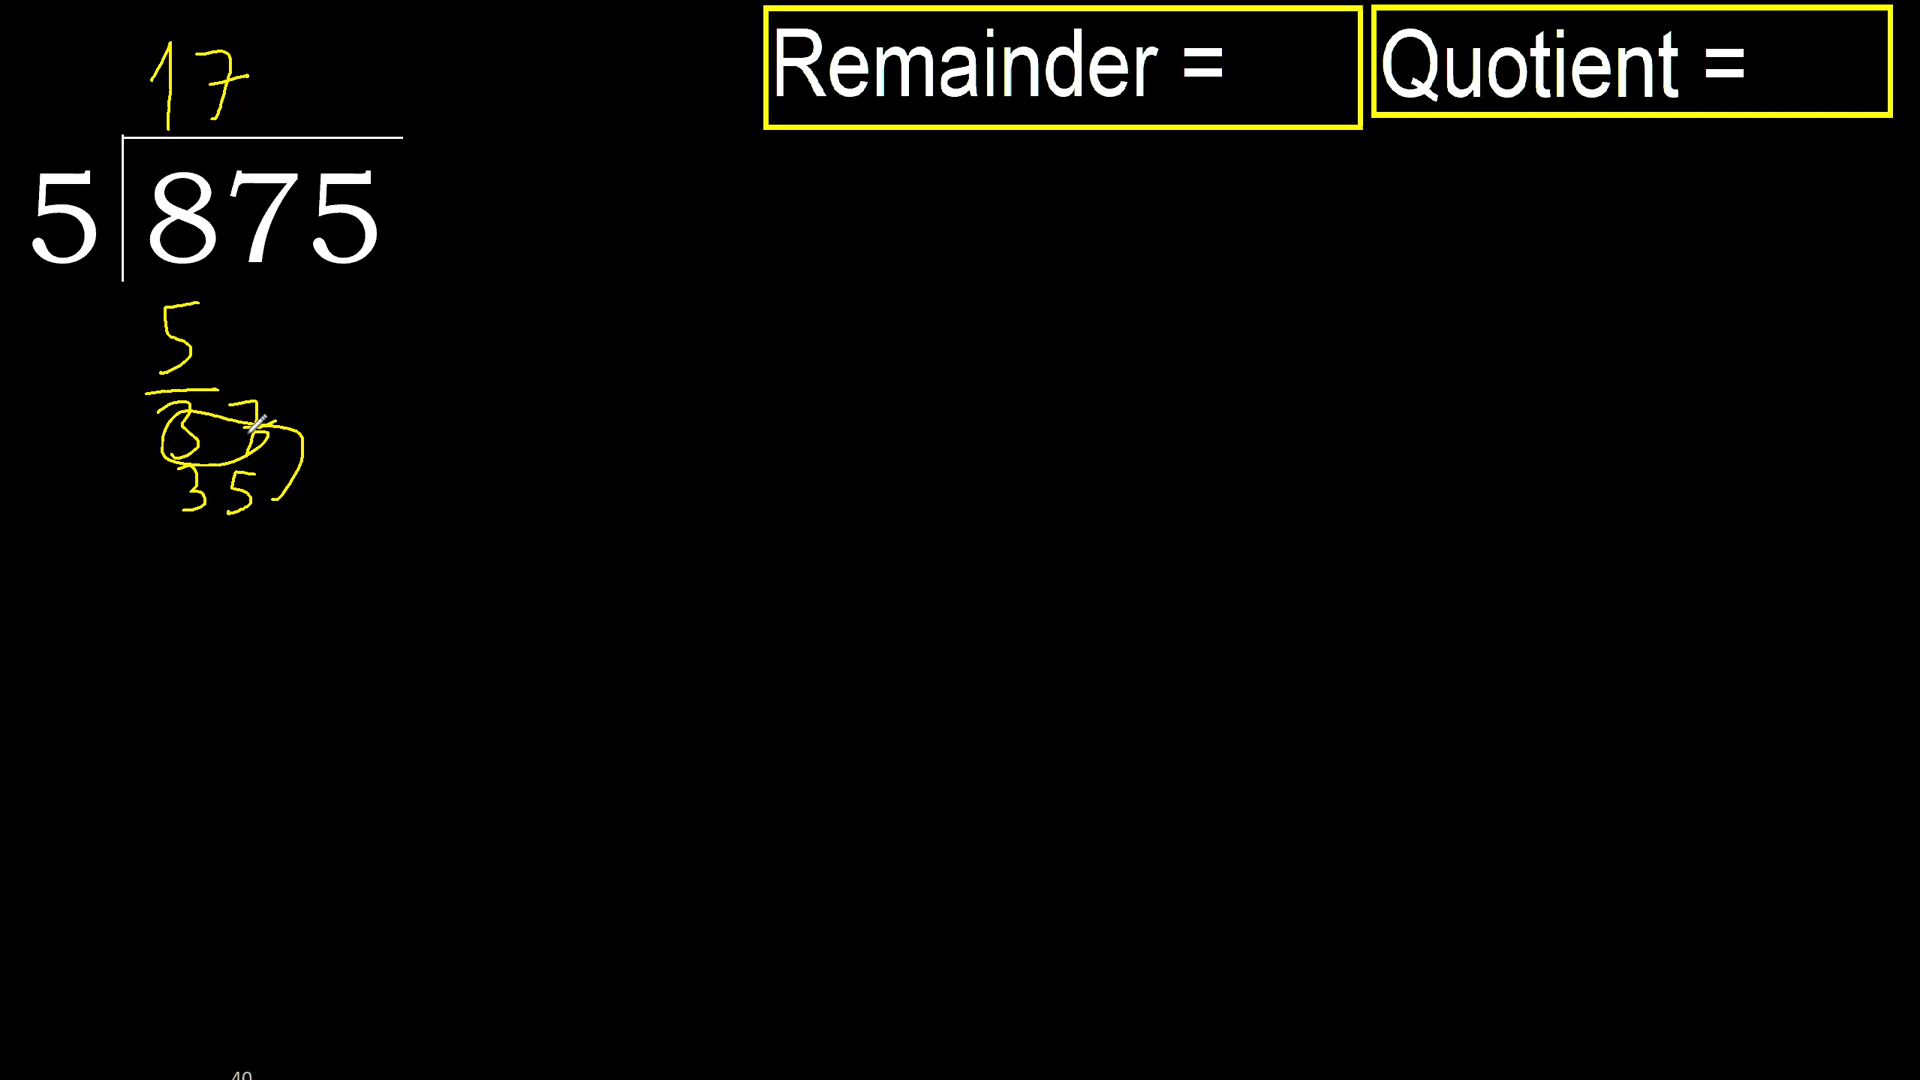 17
Remainder =
Quotient =
5 875
5
37
35